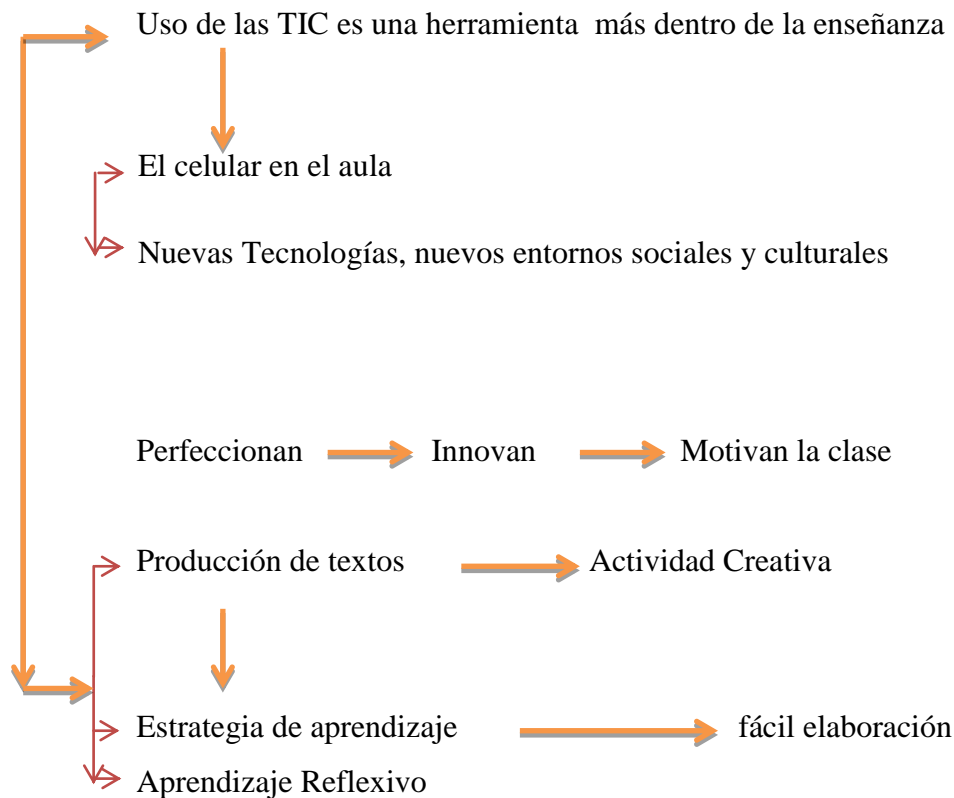 Uso de las TIC es una herramienta más dentro de la enseñanza
El celular en el aula
Nuevas Tecnologías, nuevos entornos sociales y culturales
Perfeccionan Innovan Motivan la clase
Producción de textos Actividad Creativa
Estrategia de aprendizaje fácil elaboración
Aprendizaje Reflexivo